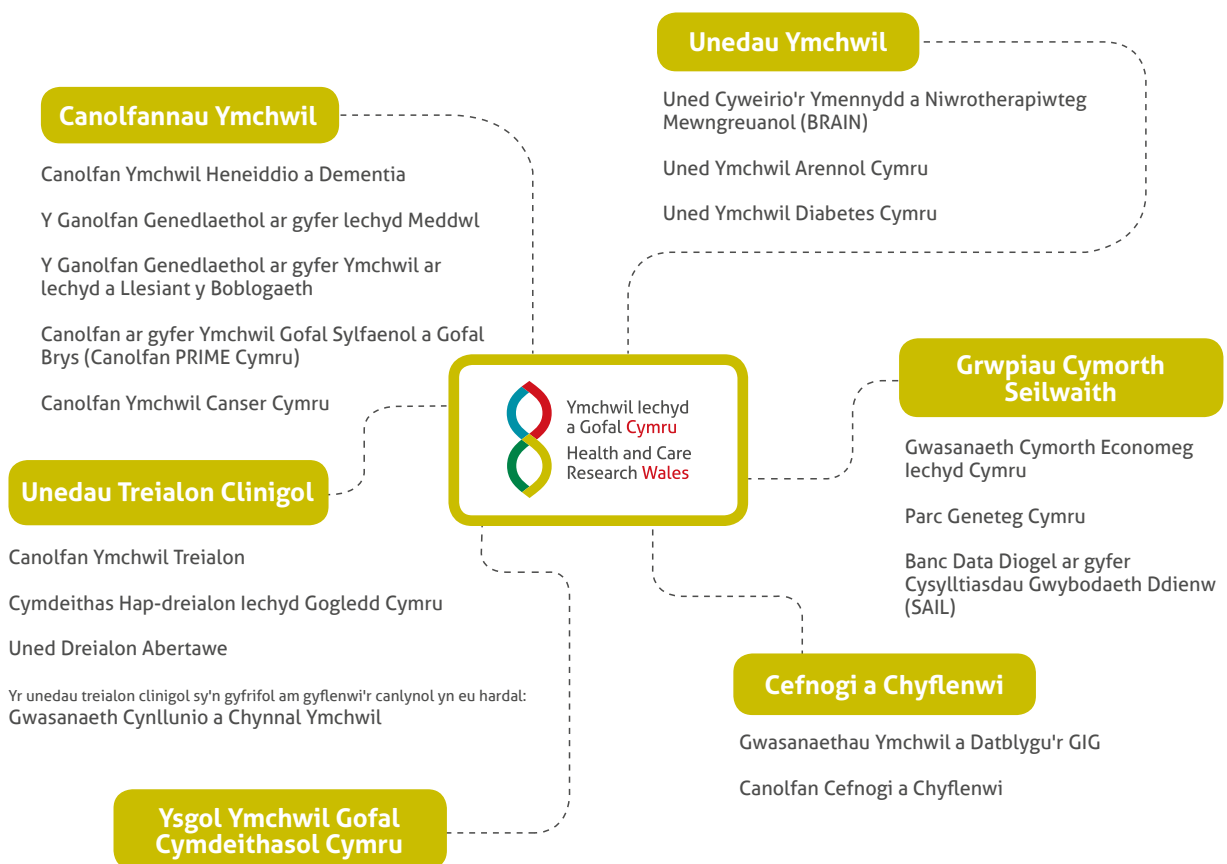 Unedau Ymchwil
Uned Cyweirio'r Ymennydd a Niwrotherapiwteg
Mewngreuanol (BRAIN)
Uned Ymchwil Arennol Cymru
Uned Ymchwil Diabetes Cymru
Canolfannau Ymchwil
Canolfan Ymchwil Heneiddio a Dementia
Y Ganolfan Genedlaethol ar gyfer Iechyd Meddwl
Y Ganolfan Genedlaethol ar gyfer Ymchwil ar
Iechyd a Llesiant y Boblogaeth
Canolfan ar gyfer Ymchwil Gofal Sylfaenol a Gofal
Brys (Canolfan PRIME Cymru)
Canolfan Ymchwil Canser Cymru
Ymchwil Iechyd
a Gofal Cymru
Health and Care
Research Wales
Grwpiau Cymorth
Seilwaith
Gwasanaeth Cymorth Economeg
Iechyd Cymru
Parc Geneteg Cymru
Banc Data Diogel ar gyfer
Cysylltiasdau Gwybodaeth Ddienw
(SAIL)
Unedau Treialon Clinigol
Canolfan Ymchwil Treialon
Cymdeithas Hap-dreialon Iechyd Gogledd Cymru
Uned Dreialon Abertawe
Yr unedau treialon clinigol sy'n gyfrifol am gyflenwi'r canlynol yn eu hardal:
Gwasanaeth Cynllunio a Chynnal Ymchwil
Cefnogi a Chyflenwi
Gwasanaethau Ymchwil a Datblygu'r GIG
Canolfan Cefnogi a Chyflenwi
Ysgol Ymchwil Gofal
Cymdeithasol Cymru